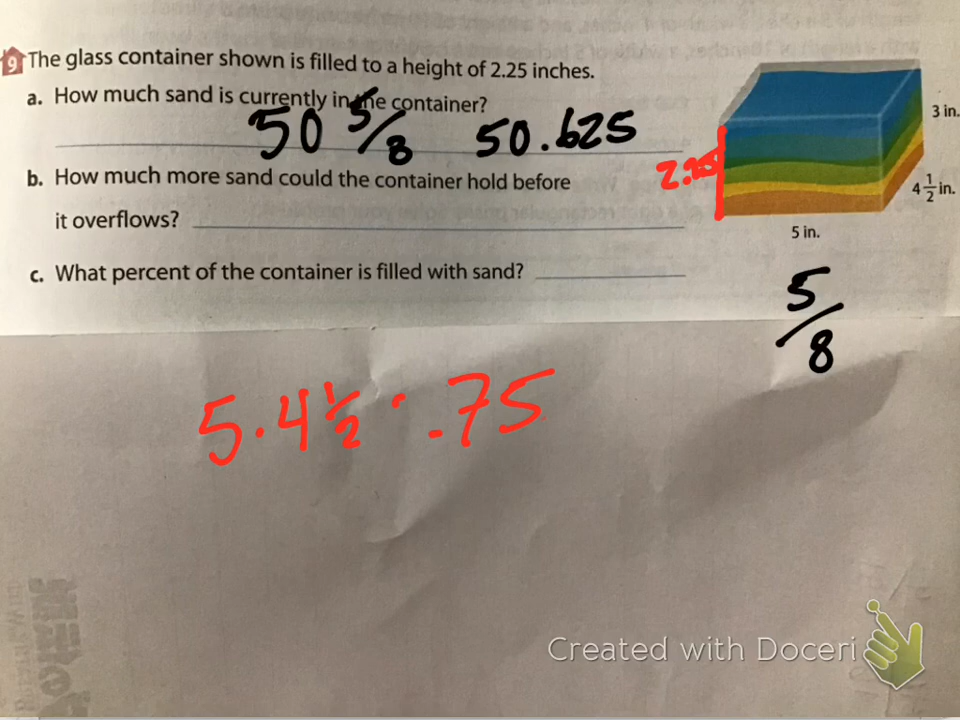 9 The glass container shown is filled to a height of 2.25 inches.
a. How much sand is currently in the container?
50 5/8 50.625
b. How much more sand could the container hold before
it overflows?
c. What percent of the container is filled with sand?
3 in.
2.25
4 1/2 in.
5 in.
5/8
5 · 4 1/2 · .75
Created with Doceri